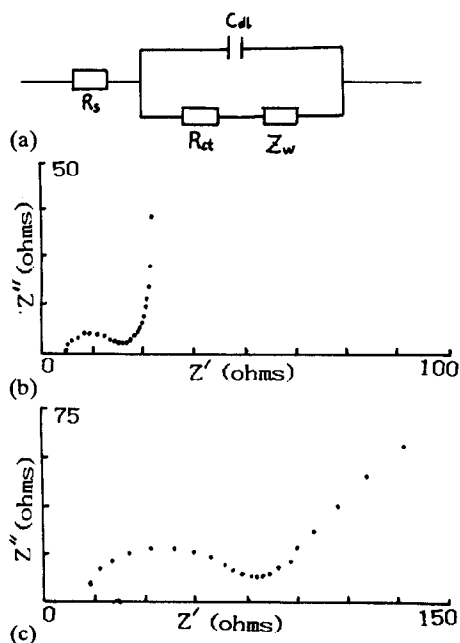 C_dl
R_s
R_ct
Z_w
(a)
50
Z″ (ohms)
0
Z′ (ohms)
100
(b)
75
Z″ (ohms)
0
Z′ (ohms)
150
(c)